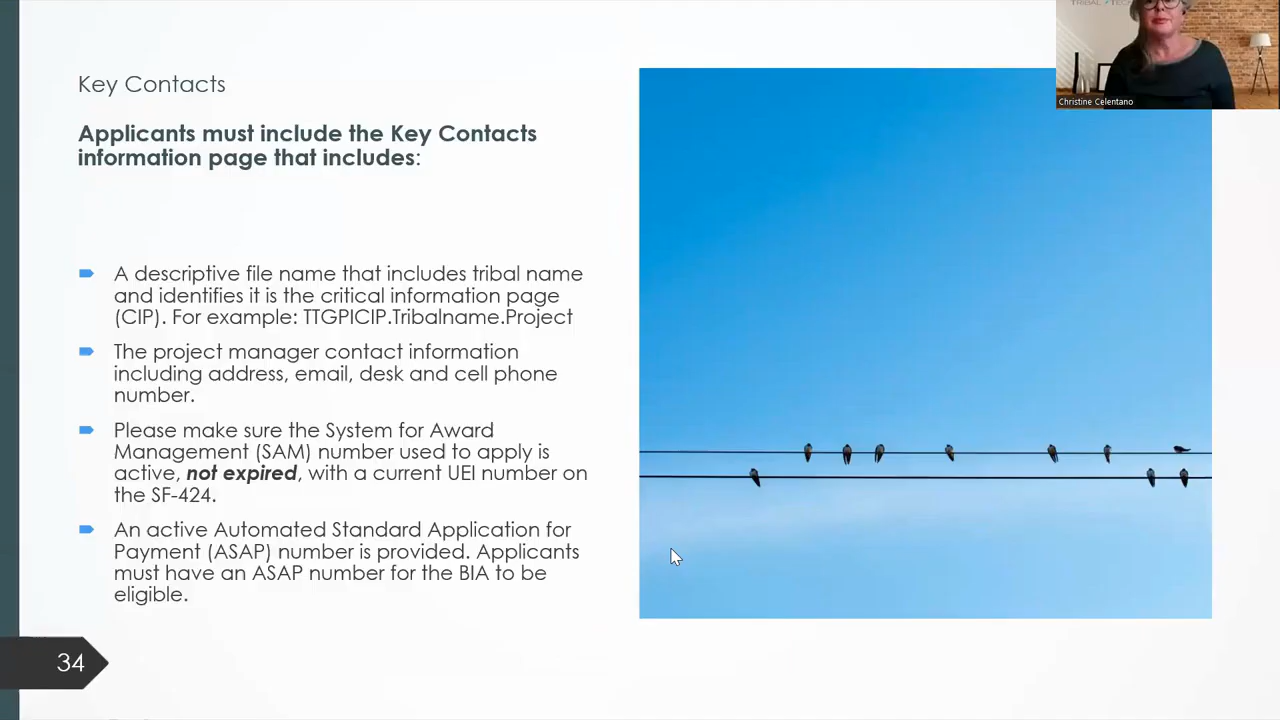 TRIBAL TECH
Key Contacts
Christine Celentano
Applicants must include the Key Contacts
information page that includes:
A descriptive file name that includes tribal name
and identifies it is the critical information page
(CIP). For example: TTGPICIP.Tribalname.Project
The project manager contact information
including address, email, desk and cell phone
number.
Please make sure the System for Award
Management (SAM) number used to apply is
active, not expired, with a current UEI number on
the SF-424.
An active Automated Standard Application for
Payment (ASAP) number is provided. Applicants
must have an ASAP number for the BIA to be
eligible.
34